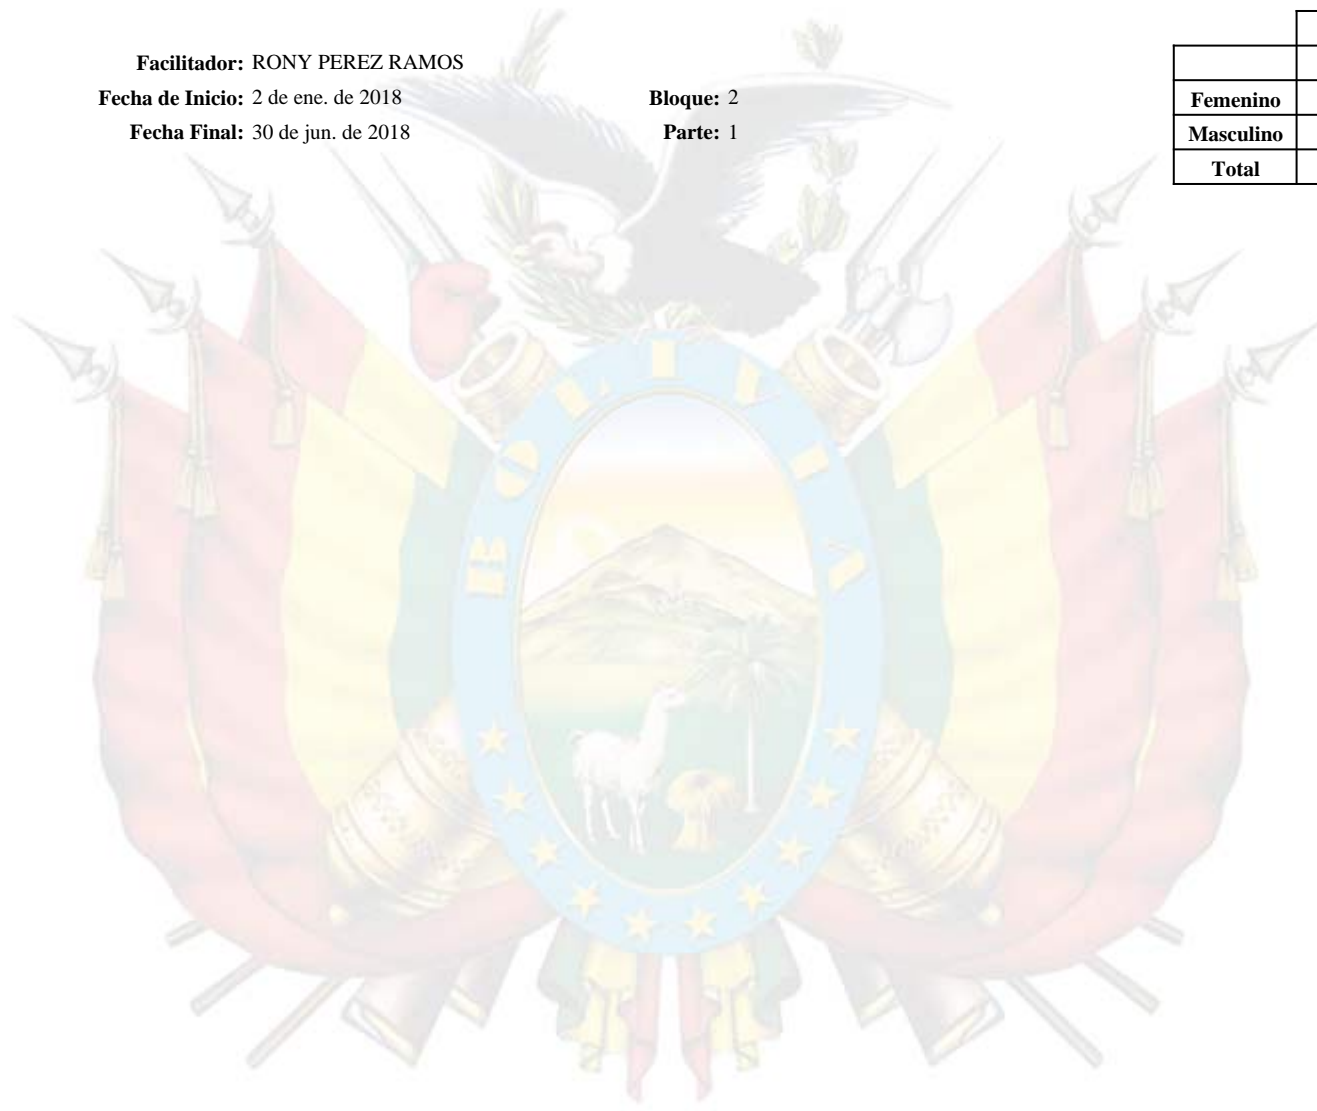 Facilitador: RONY PEREZ RAMOS
Fecha de Inicio: 2 de ene. de 2018 Bloque: 2
Fecha Final: 30 de jun. de 2018 Parte: 1
Femenino
Masculino
Total
BOLIVIA